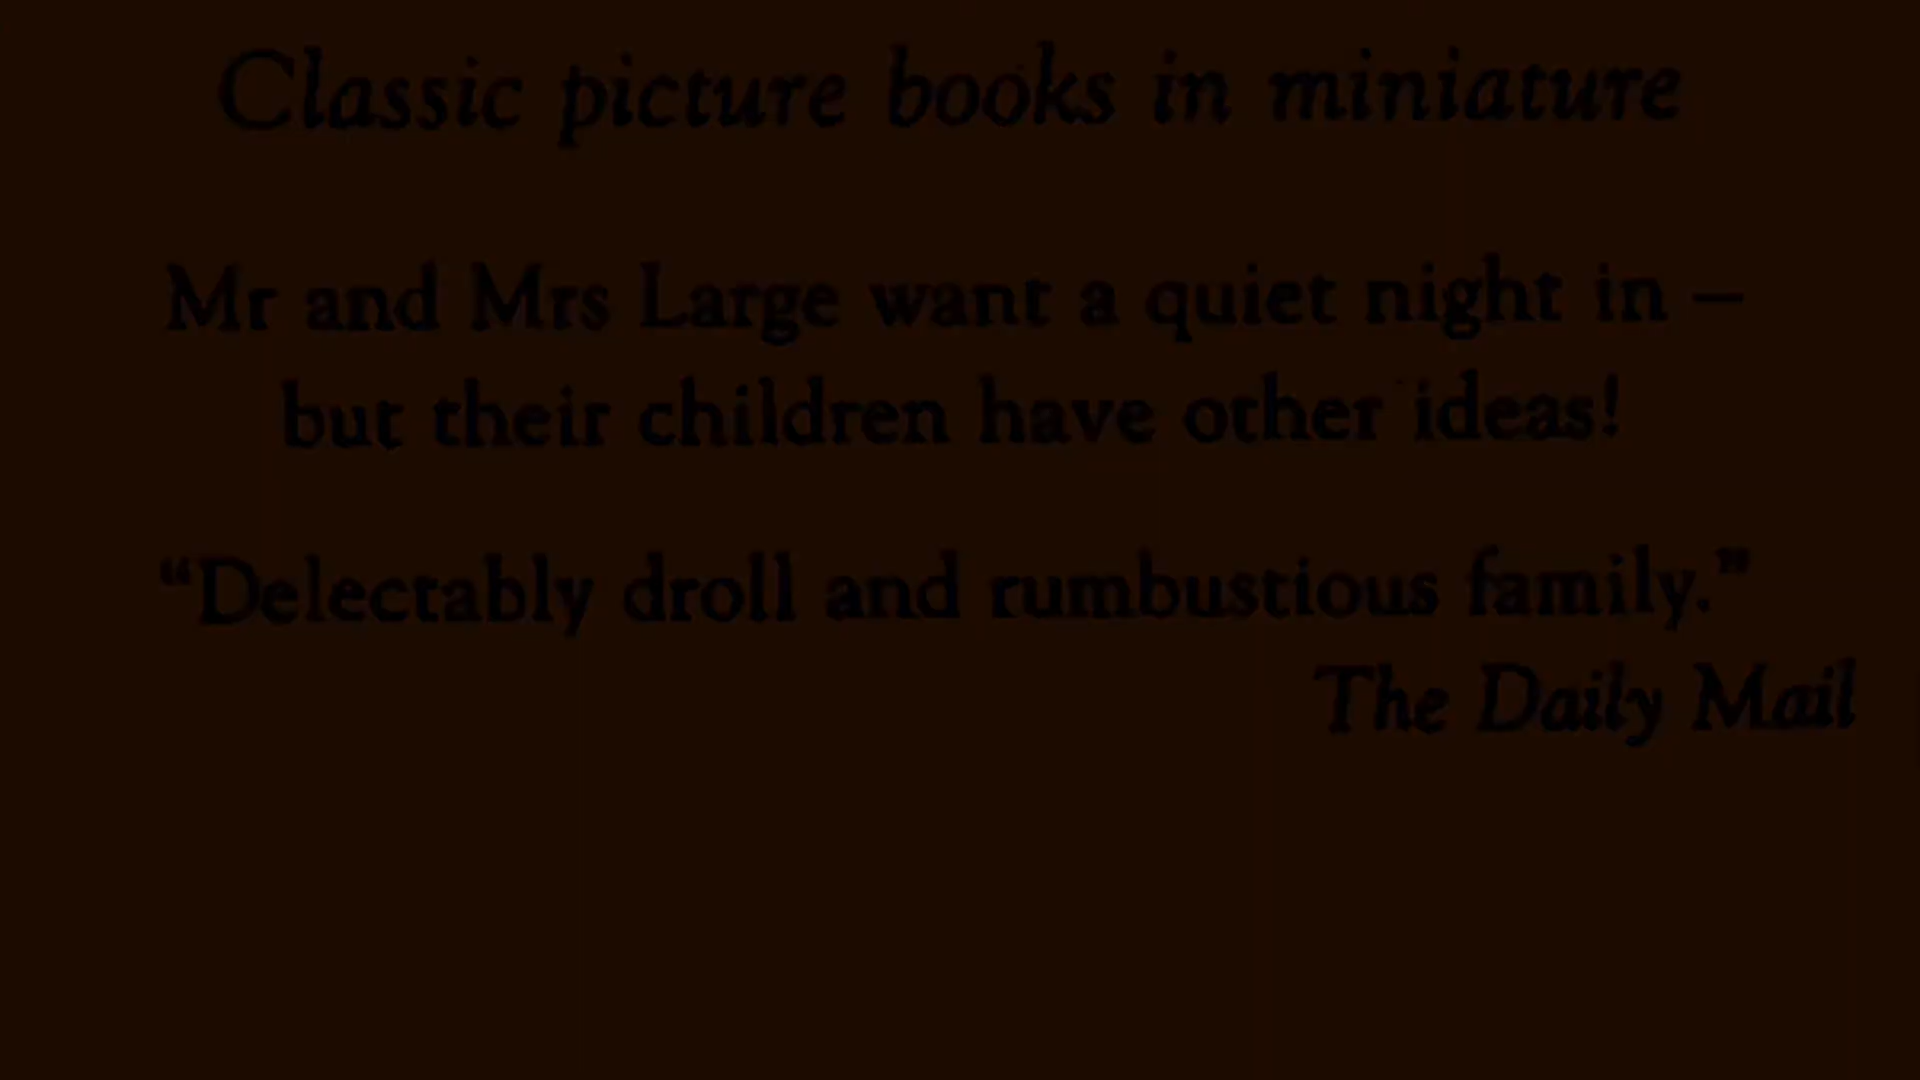 Classic picture books in miniature
Mr and Mrs Large want a quiet night in –
but their children have other ideas!
“Delectably droll and rumbustious family.”
The Daily Mail